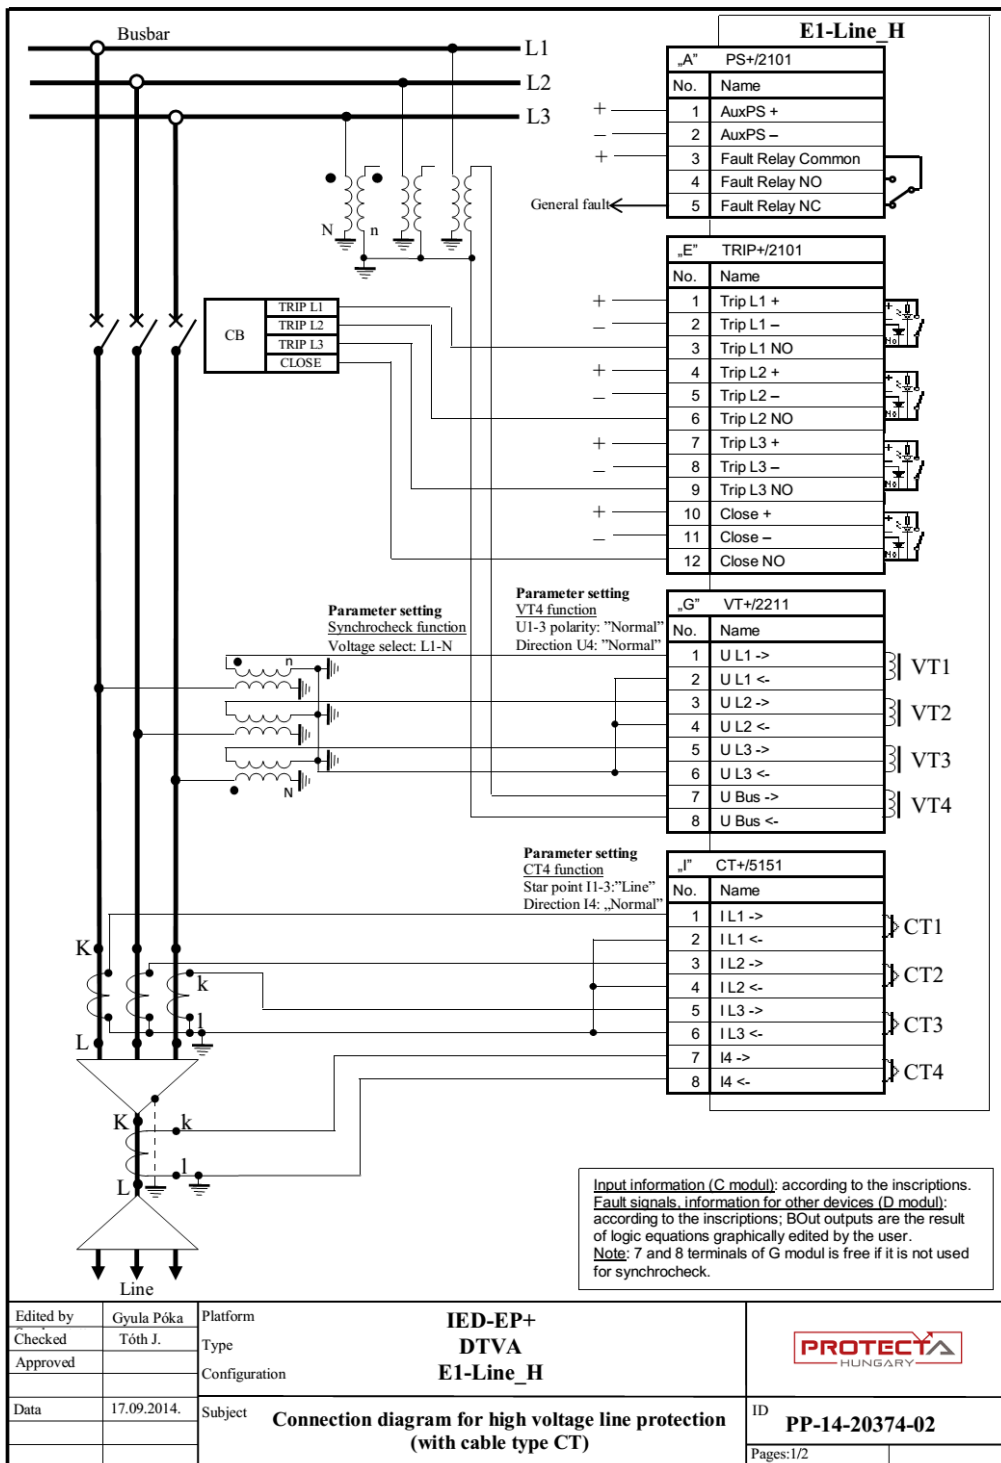 Busbar
L1
L2
L3
N
n
General fault
E1-Line_H
„A” PS+/2101
No. Name
1 AuxPS +
2 AuxPS –
3 Fault Relay Common
4 Fault Relay NO
5 Fault Relay NC
+
–
+
„E” TRIP+/2101
No. Name
1 Trip L1 +
2 Trip L1 –
3 Trip L1 NO
4 Trip L2 +
5 Trip L2 –
6 Trip L2 NO
7 Trip L3 +
8 Trip L3 –
9 Trip L3 NO
10 Close +
11 Close –
12 Close NO
+
–
+
–
+
–
+
–
CB
TRIP L1
TRIP L2
TRIP L3
CLOSE
Parameter setting
Synchrocheck function
Voltage select: L1-N
Parameter setting
VT4 function
U1-3 polarity: ”Normal”
Direction U4: ”Normal”
n
N
„G” VT+/2211
No. Name
1 U L1 ->
2 U L1 <-
3 U L2 ->
4 U L2 <-
5 U L3 ->
6 U L3 <-
7 U Bus ->
8 U Bus <-
VT1
VT2
VT3
VT4
Parameter setting
CT4 function
Star point I1-3:”Line”
Direction I4: „Normal”
„I” CT+/5151
No. Name
1 I L1 ->
2 I L1 <-
3 I L2 ->
4 I L2 <-
5 I L3 ->
6 I L3 <-
7 I4 ->
8 I4 <-
CT1
CT2
CT3
CT4
K
k
l
L
K
k
l
L
Line
Input information (C modul): according to the inscriptions.
Fault signals, information for other devices (D modul):
according to the inscriptions; BOut outputs are the result
of logic equations graphically edited by the user.
Note: 7 and 8 terminals of G modul is free if it is not used
for synchrocheck.
Edited by Gyula Póka
Checked Tóth J.
Approved
Data 17.09.2014.
Platform IED-EP+
Type DTVA
Configuration E1-Line_H
Subject Connection diagram for high voltage line protection
(with cable type CT)
PROTECTA
HUNGARY
ID
PP-14-20374-02
Pages:1/2